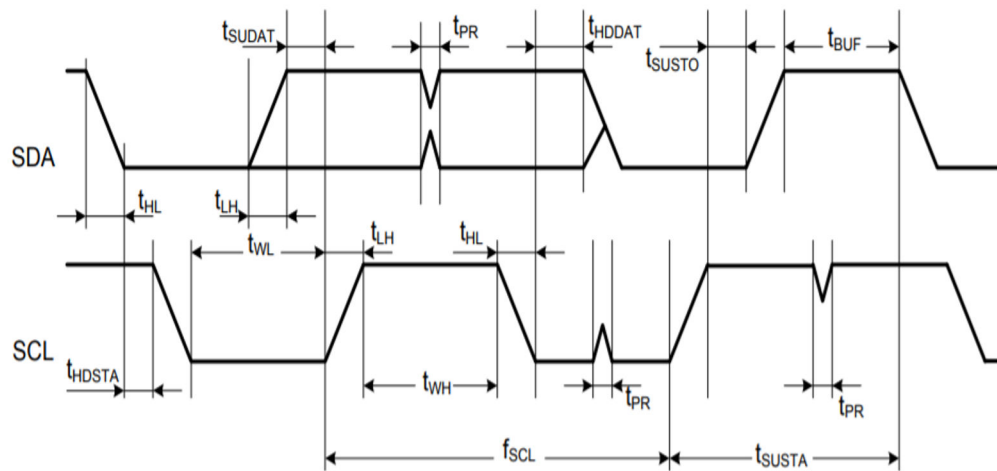 tSUDAT
tPR
tHDDAT
tSUSTO
tBUF
SDA
tHL
tLH
tWL
tLH
tHL
SCL
tHDSTA
tWH
tPR
tPR
fSCL
tSUSTA